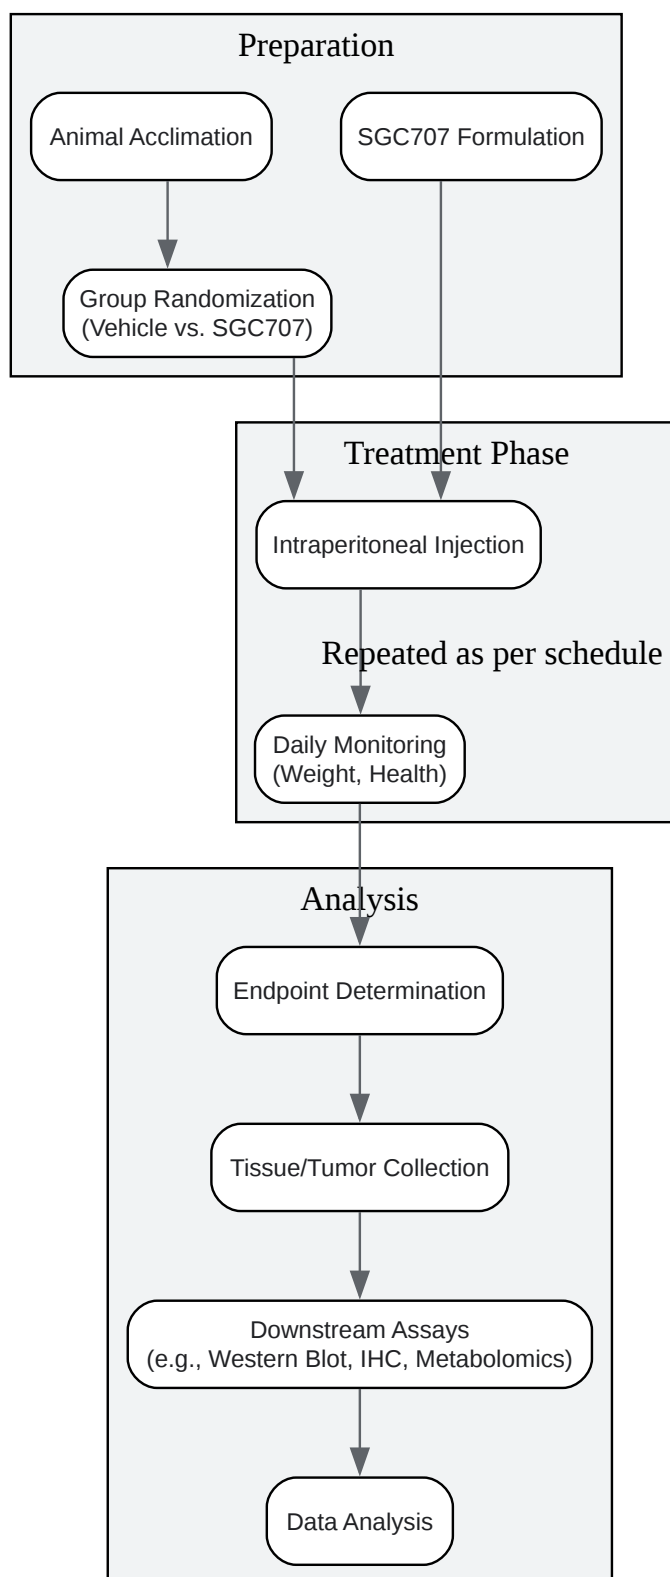 Preparation
Animal Acclimation
SGC707 Formulation
Group Randomization
(Vehicle vs. SGC707)
Treatment Phase
Intraperitoneal Injection
Repeated as per schedule
Daily Monitoring
(Weight, Health)
Analysis
Endpoint Determination
Tissue/Tumor Collection
Downstream Assays
(e.g., Western Blot, IHC, Metabolomics)
Data Analysis